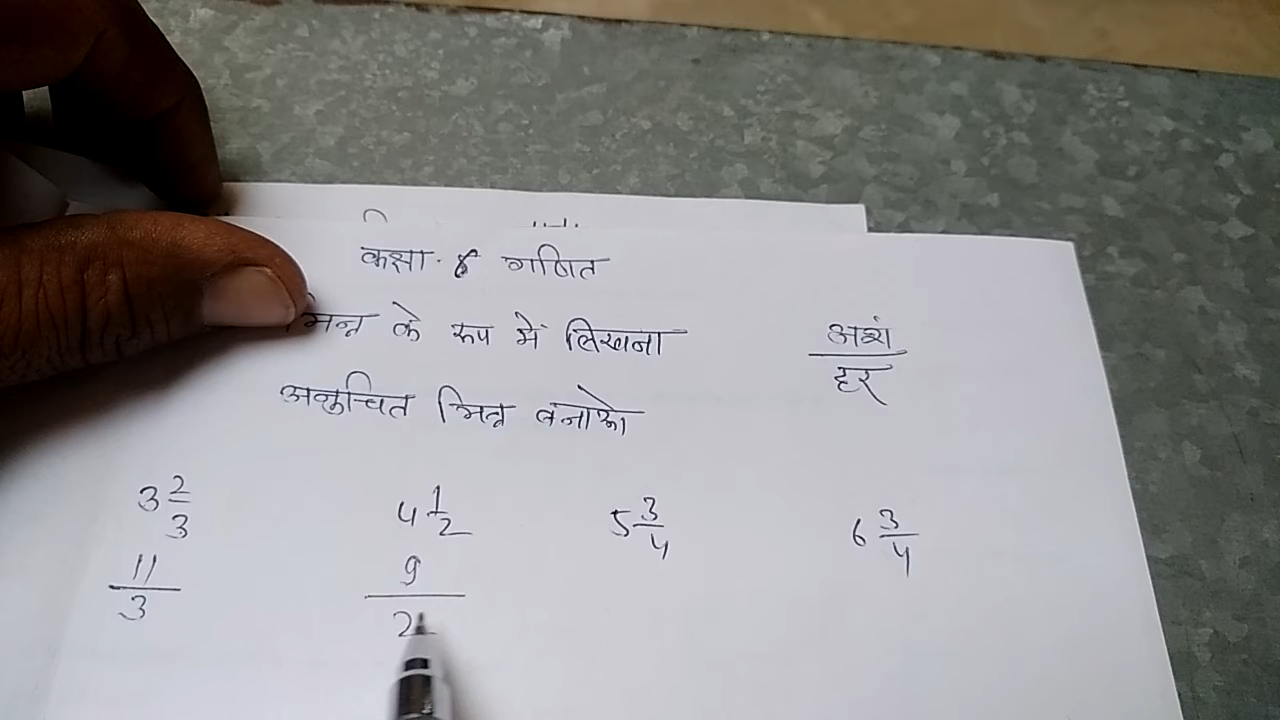 कक्षा. 8 गणित
भिन्न के रूप में लिखना
अंश
हर
अनुचित भिन्न बनाओ
3 2/3
4 1/2
5 3/4
6 3/4
11/3
9/2